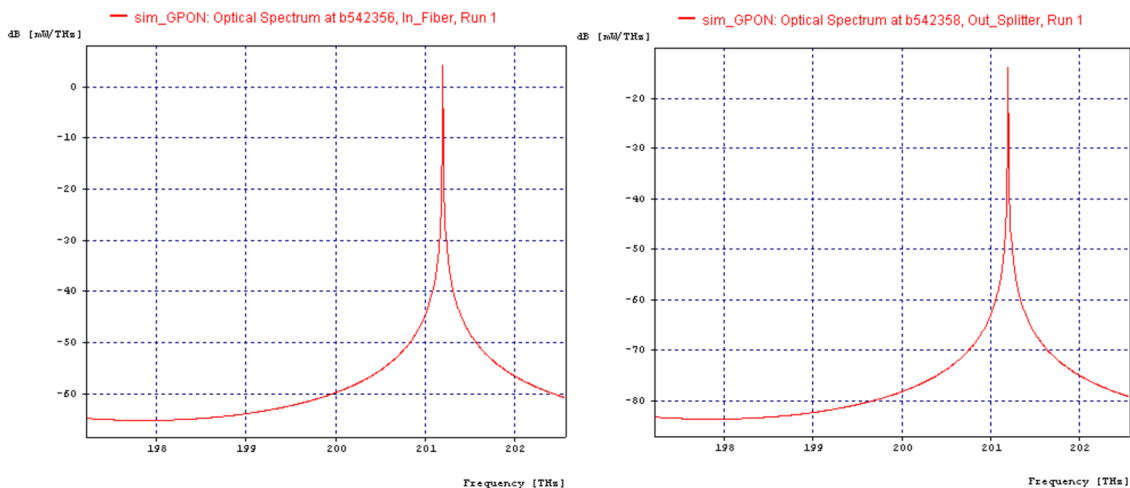 sim_GPON: Optical Spectrum at b542356, In_Fiber, Run 1
dB [mW/THz]
0
-10
-20
-30
-40
-50
-60
198 199 200 201 202
Frequency [THz]
sim_GPON: Optical Spectrum at b542358, Out_Splitter, Run 1
dB [mW/THz]
-20
-30
-40
-50
-60
-70
-80
198 199 200 201 202
Frequency [THz]